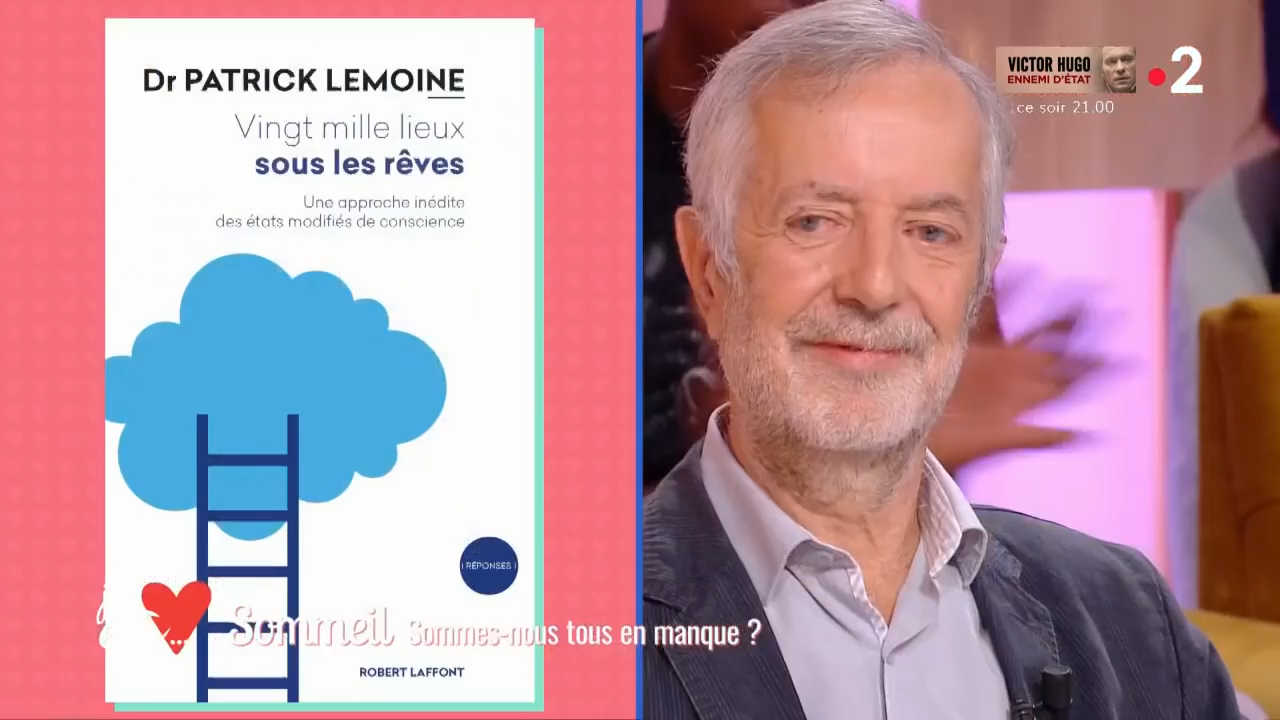 Dr PATRICK LEMOINE
Vingt mille lieux
sous les rêves
Une approche inédite
des états modifiés de conscience
RÉPONSES
Sommeil Sommes-nous tous en manque ?
ROBERT LAFFONT
VICTOR HUGO
ENNEMI D'ÉTAT
2
ce soir 21.00